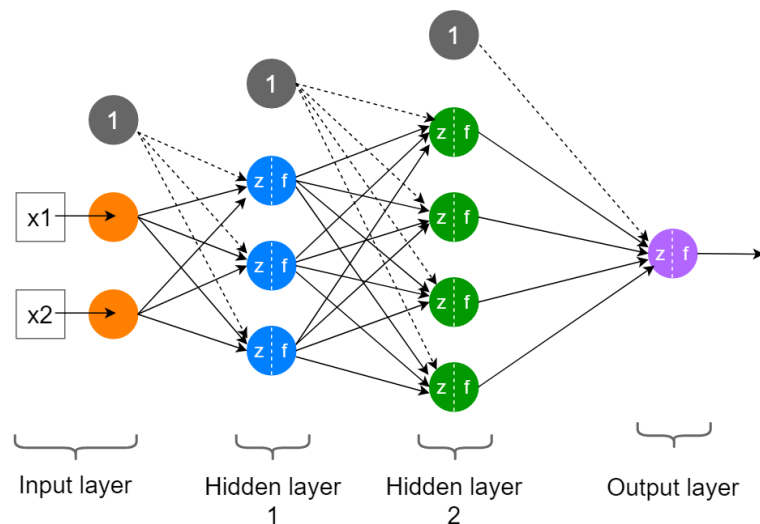 1
1
1
z f
z f
x1
z f
z f
z f
z f
x2
z f
z f
Input layer
Hidden layer
1
Hidden layer
2
Output layer